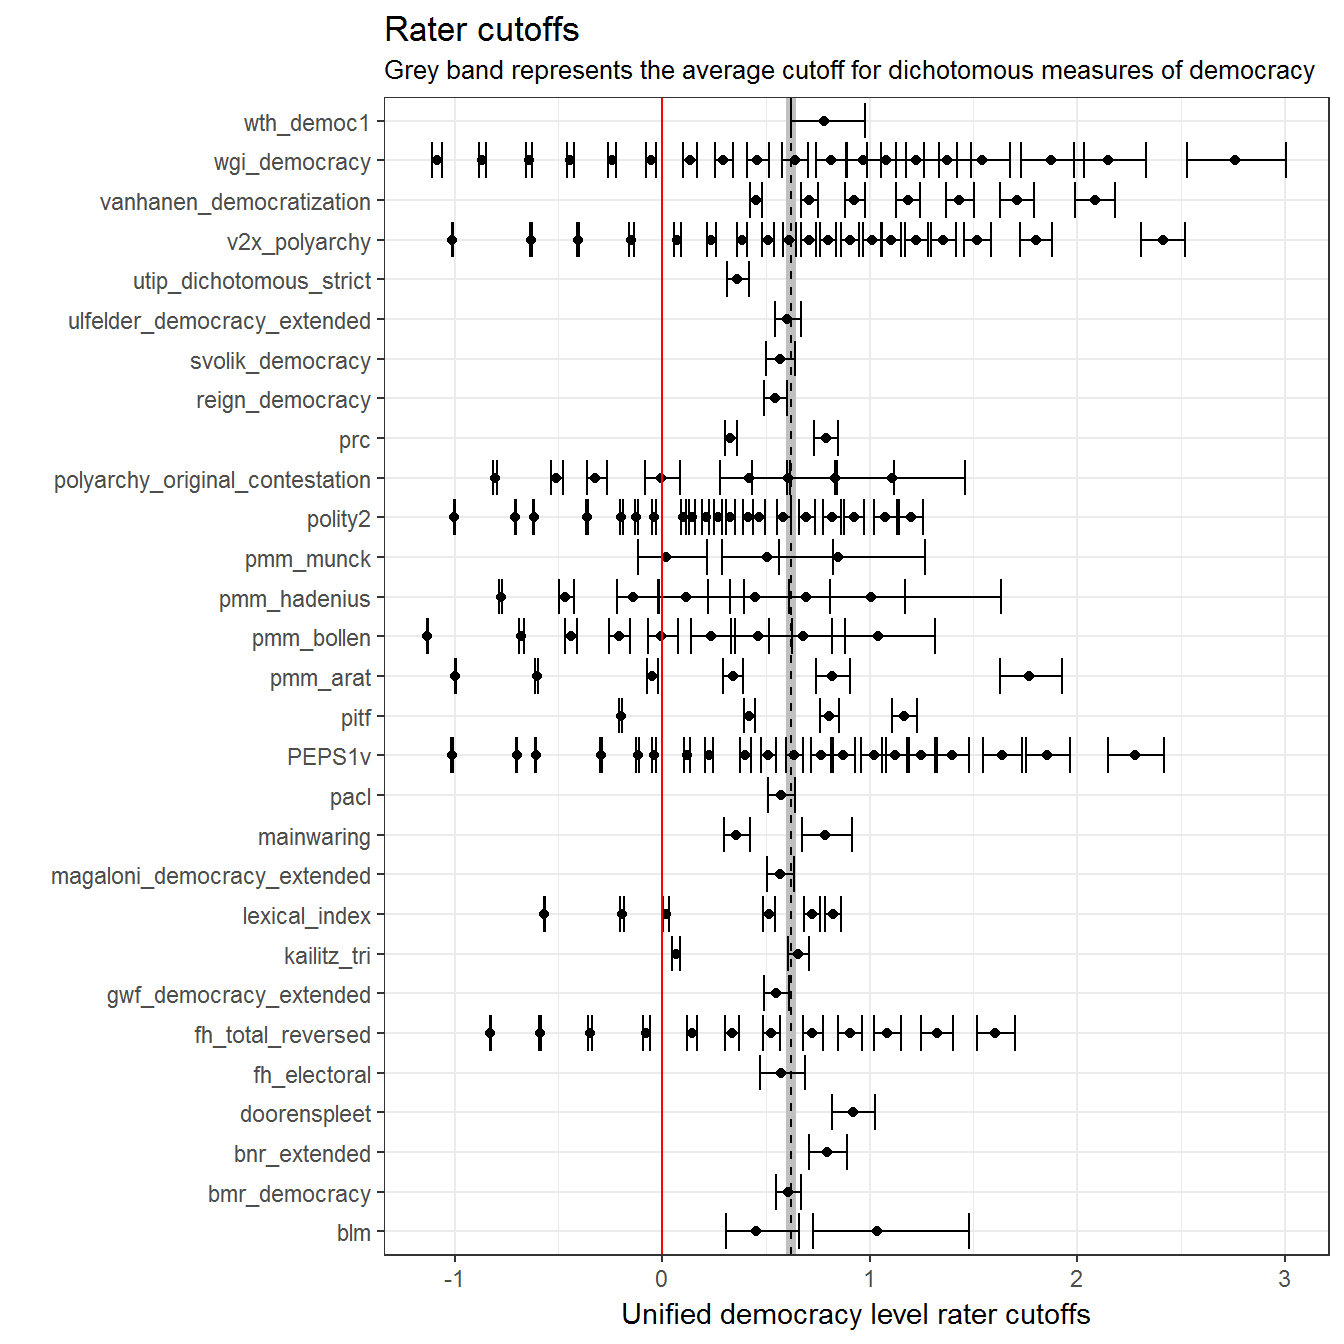 Rater cutoffs
Grey band represents the average cutoff for dichotomous measures of democracy
wth_democ1
wgi_democracy
vanhanen_democratization
v2x_polyarchy
utip_dichotomous_strict
ulfelder_democracy_extended
svolik_democracy
reign_democracy
prc
polyarchy_original_contestation
polity2
pmm_munck
pmm_hadenius
pmm_bollen
pmm_arat
pitf
PEPS1v
pacl
mainwaring
magaloni_democracy_extended
lexical_index
kailitz_tri
gwf_democracy_extended
fh_total_reversed
fh_electoral
doorenspleet
bnr_extended
bmr_democracy
blm
-1 0 1 2 3
Unified democracy level rater cutoffs